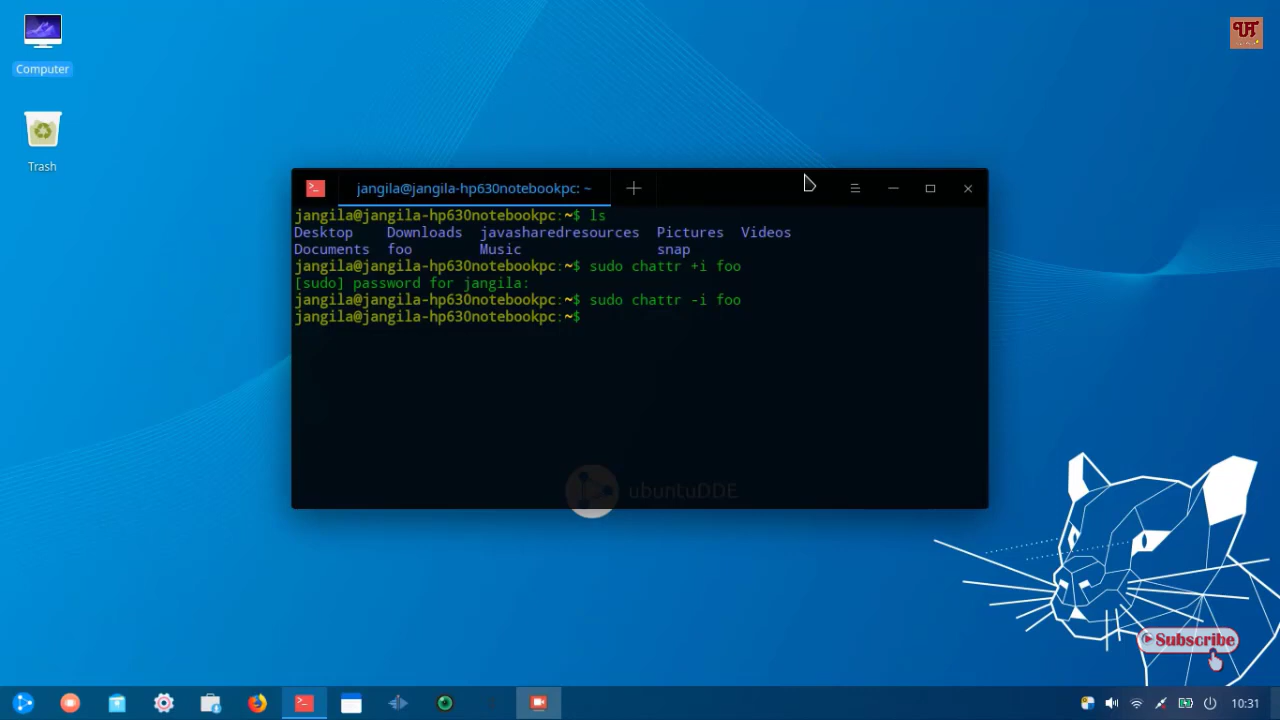 Computer
Trash
jangila@jangila-hp630notebookpc: ~
jangila@jangila-hp630notebookpc:~$ ls
Desktop Downloads javasharedresources Pictures Videos
Documents foo Music snap
jangila@jangila-hp630notebookpc:~$ sudo chattr +i foo
[sudo] password for jangila:
jangila@jangila-hp630notebookpc:~$ sudo chattr -i foo
jangila@jangila-hp630notebookpc:~$
ubuntuDDE
Subscribe
10:31